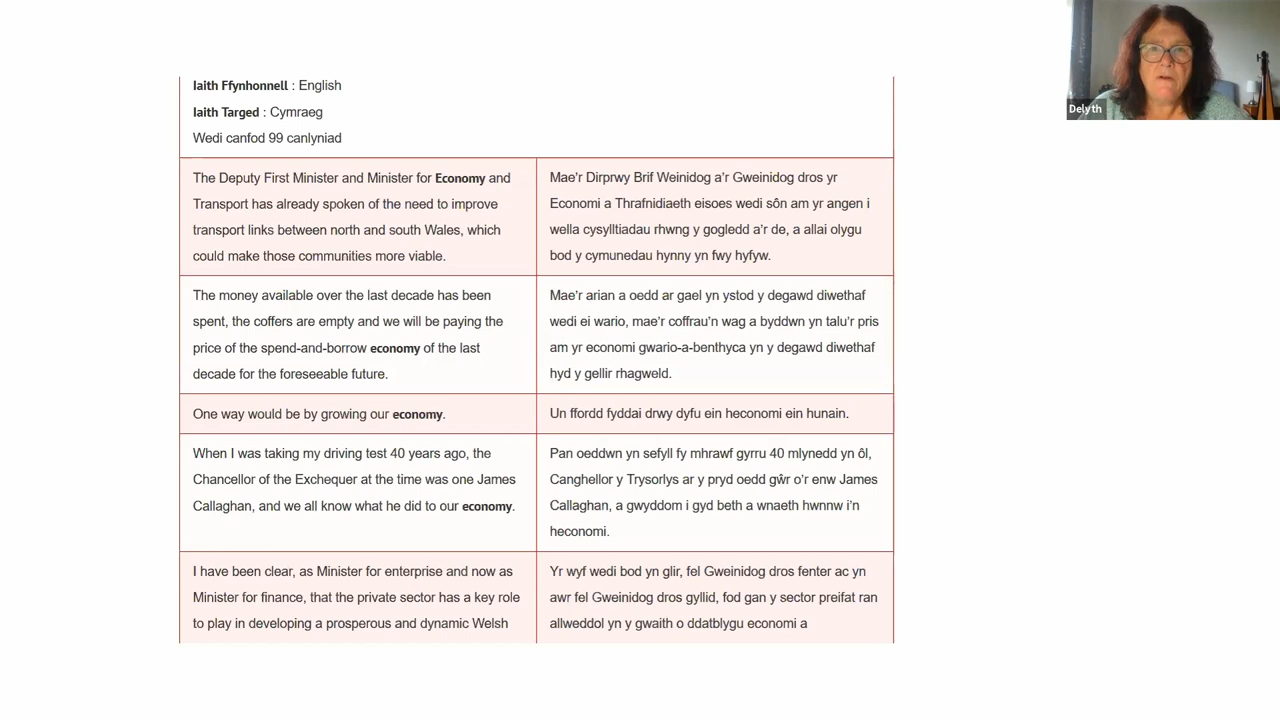 Iaith Ffynhonnell : English
Iaith Targed : Cymraeg
Wedi canfod 99 canlyniad
The Deputy First Minister and Minister for Economy and
Transport has already spoken of the need to improve
transport links between north and south Wales, which
could make those communities more viable.
Mae'r Dirprwy Brif Weinidog a'r Gweinidog dros yr
Economi a Thrafnidiaeth eisoes wedi sôn am yr angen i
wella cysylltiadau rhwng y gogledd a'r de, a allai olygu
bod y cymunedau hynny yn fwy hyfyw.
The money available over the last decade has been
spent, the coffers are empty and we will be paying the
price of the spend-and-borrow economy of the last
decade for the foreseeable future.
Mae'r arian a oedd ar gael yn ystod y degawd diwethaf
wedi ei wario, mae'r coffrau'n wag a byddwn yn talu'r pris
am yr economi gwario-a-benthyca yn y degawd diwethaf
hyd y gellir rhagweld.
One way would be by growing our economy.
Un ffordd fyddai drwy dyfu ein heconomi ein hunain.
When I was taking my driving test 40 years ago, the
Chancellor of the Exchequer at the time was one James
Callaghan, and we all know what he did to our economy.
Pan oeddwn yn sefyll fy mhrawf gyrru 40 mlynedd yn ôl,
Canghellor y Trysorlys ar y pryd oedd gŵr o'r enw James
Callaghan, a gwyddom i gyd beth a wnaeth hwnnw i'n
heconomi.
I have been clear, as Minister for enterprise and now as
Minister for finance, that the private sector has a key role
to play in developing a prosperous and dynamic Welsh
Yr wyf wedi bod yn glir, fel Gweinidog dros fenter ac yn
awr fel Gweinidog dros gyllid, fod gan y sector preifat ran
allweddol yn y gwaith o ddatblygu economi a
Delyth